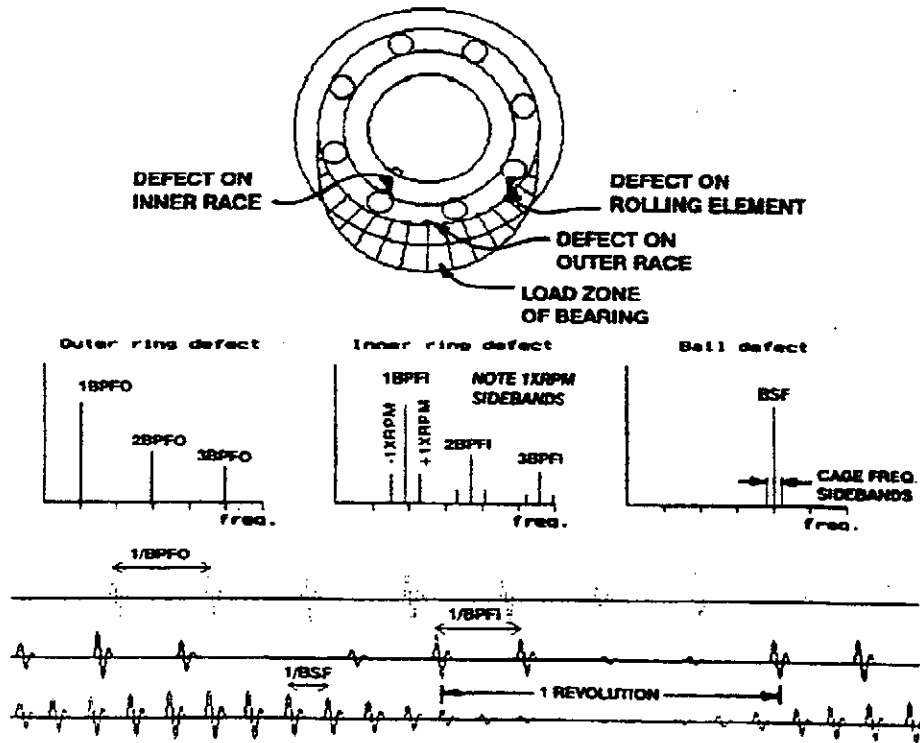 DEFECT ON
INNER RACE
DEFECT ON
ROLLING ELEMENT
DEFECT ON
OUTER RACE
LOAD ZONE
OF BEARING
Outer ring defect
1BPFO
2BPFO
3BPFO
freq.
Inner ring defect
1BPFI
NOTE 1XRPM
SIDEBANDS
-1XRPM
+1XRPM
2BPFI
3BPFI
freq.
Ball defect
BSF
CAGE FREQ.
SIDEBANDS
freq.
1/BPFO
1/BPFI
1/BSF
1 REVOLUTION